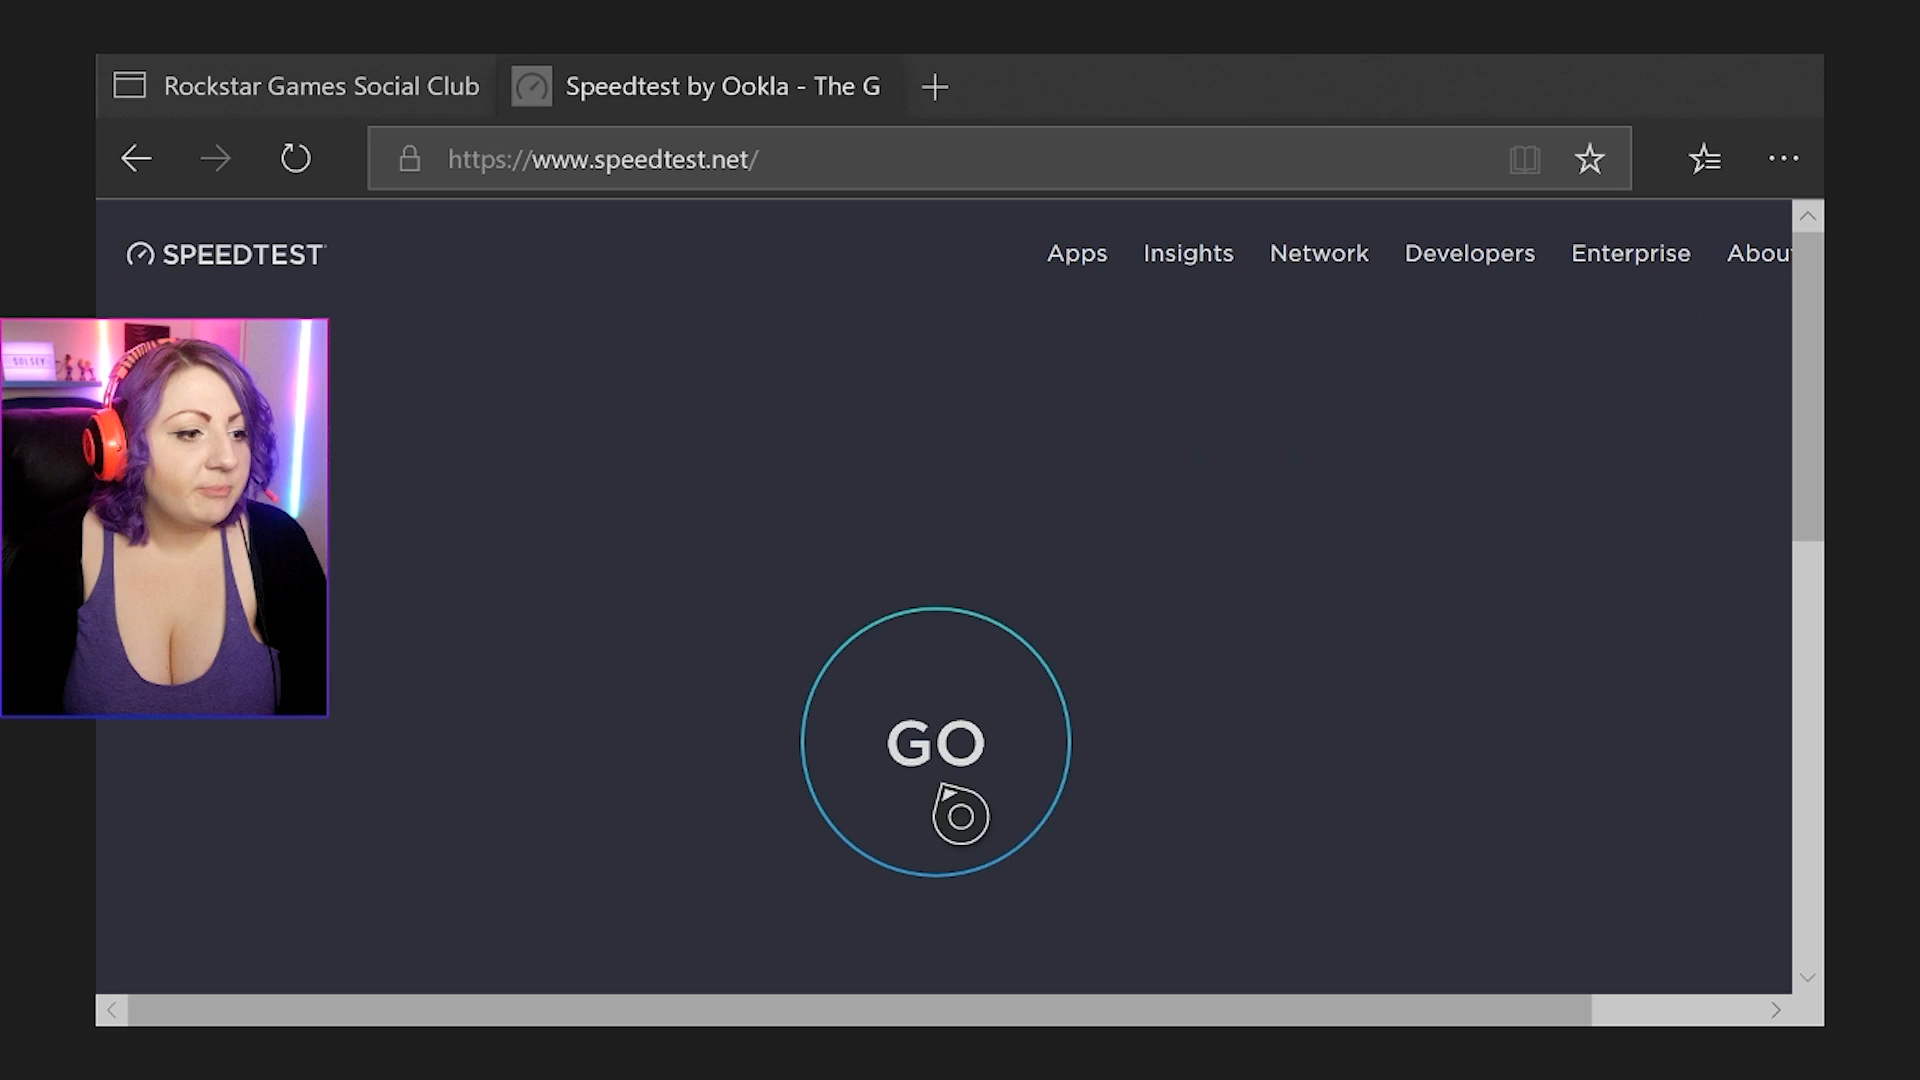 Rockstar Games Social Club
Speedtest by Ookla - The G
https://www.speedtest.net/
SPEEDTEST
Apps Insights Network Developers Enterprise Abou
SOLSEY
GO